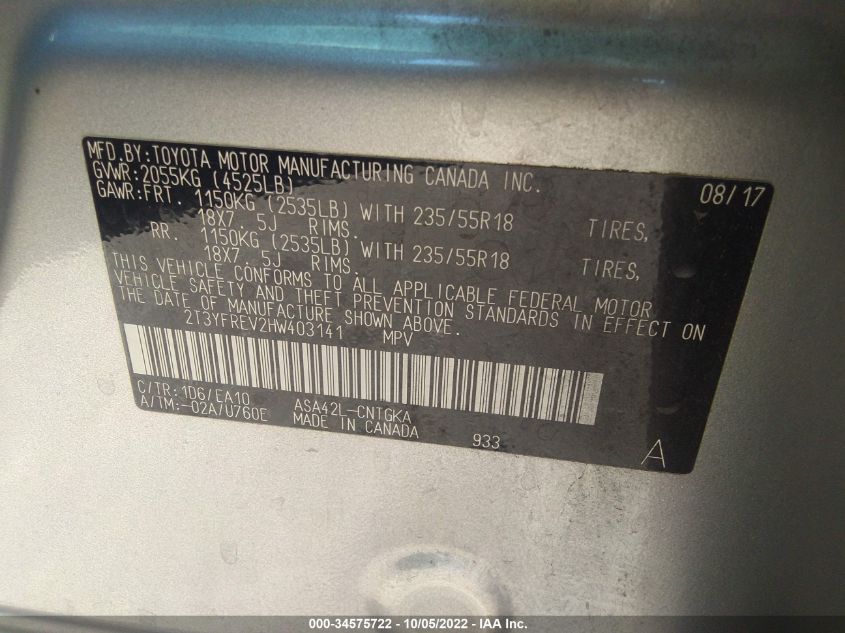 MFD.BY:TOYOTA MOTOR MANUFACTURING CANADA INC. 08/17
GVWR:2055KG (4525LB)
GAWR:FRT. 1150KG (2535LB) WITH 235/55R18 TIRES,
18X7. 5J RIMS.
RR. 1150KG (2535LB) WITH 235/55R18 TIRES,
18X7. 5J RIMS.
THIS VEHICLE CONFORMS TO ALL APPLICABLE FEDERAL MOTOR
VEHICLE SAFETY AND THEFT PREVENTION STANDARDS IN EFFECT ON
THE DATE OF MANUFACTURE SHOWN ABOVE.
2T3YFREV2HW403141 MPV
C/TR:1D6/EA10 ASA42L-CNTGKA
A/TM:-02A/U760E MADE IN CANADA 933 A
000-34575722 - 10/05/2022 - IAA Inc.